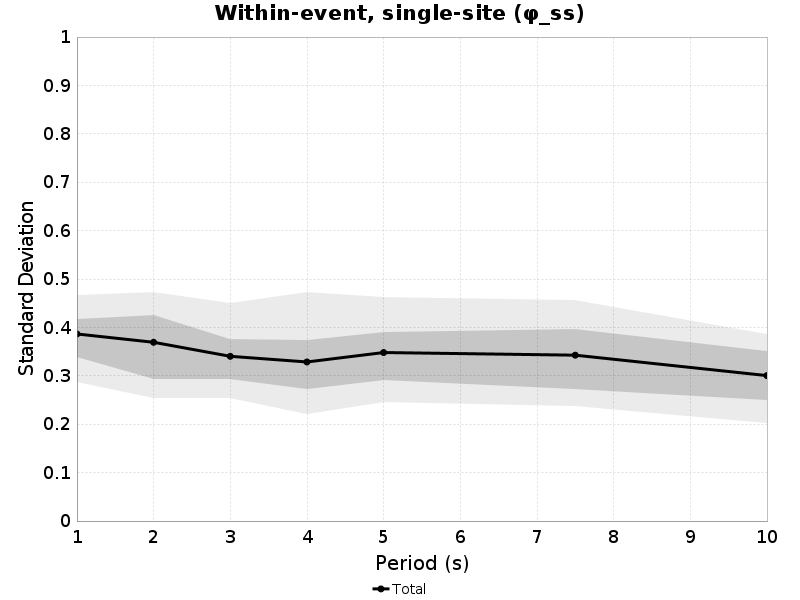 Within-event, single-site (φ_ss)
1
0.9
0.8
0.7
0.6
0.5
0.4
0.3
0.2
0.1
0
Standard Deviation
1 2 3 4 5 6 7 8 9 10
Period (s)
Total